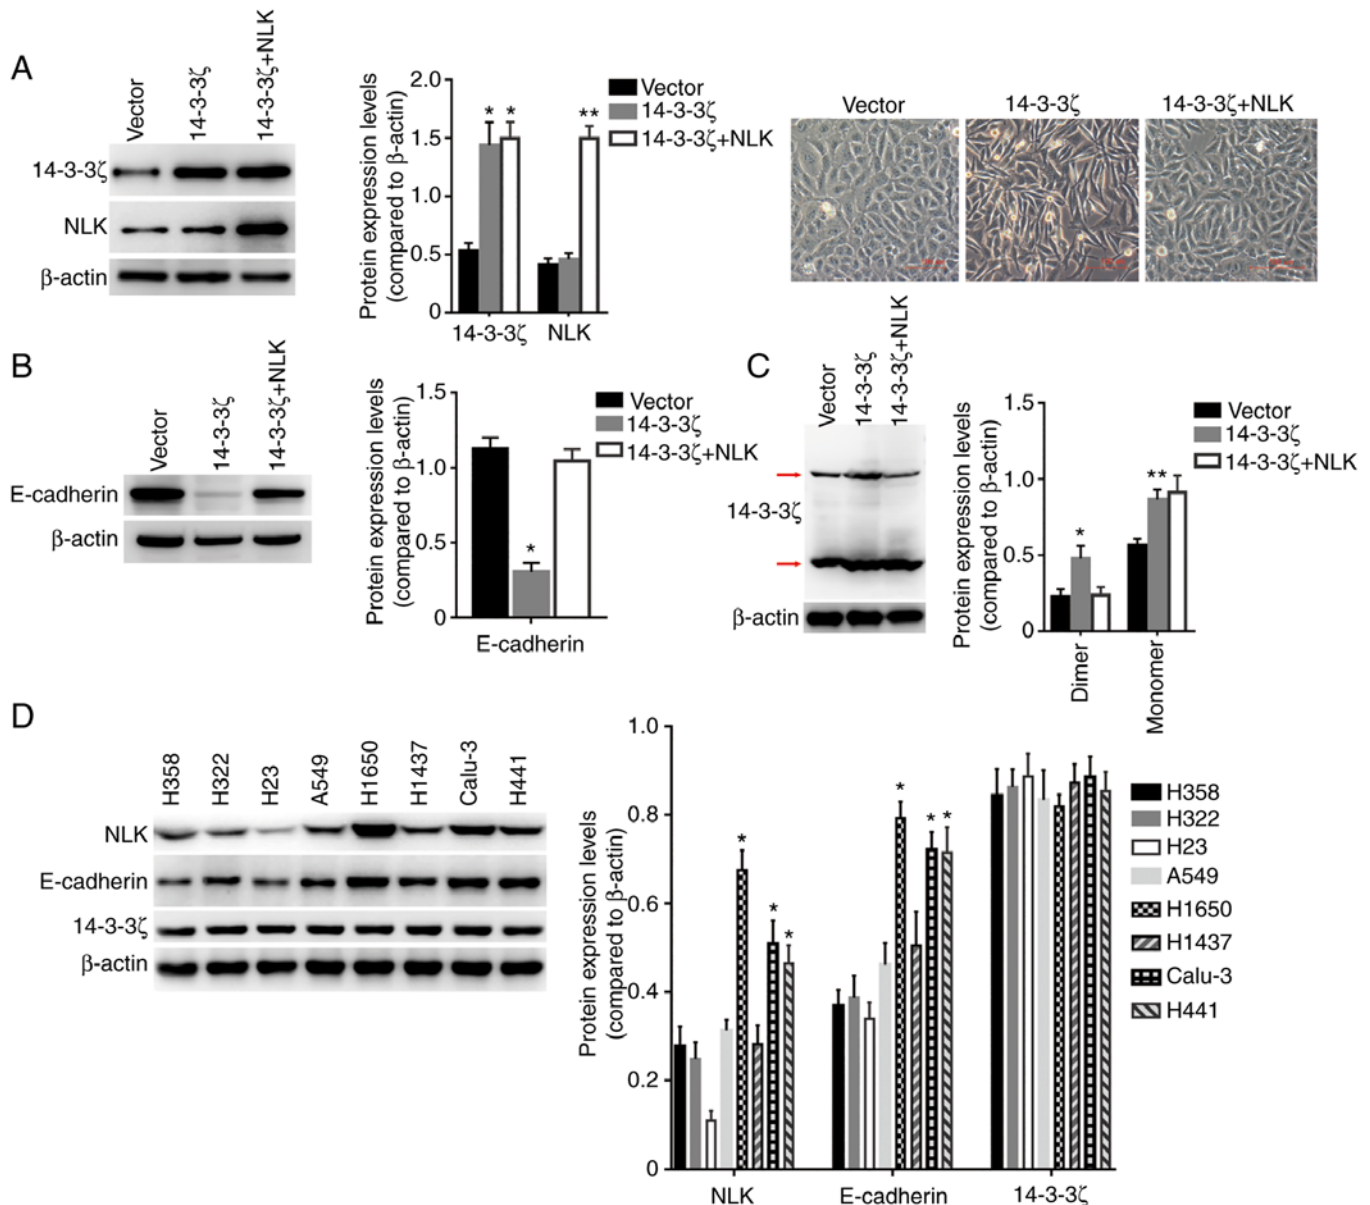 A
Vector
14-3-3ζ
14-3-3ζ+NLK
14-3-3ζ
NLK
β-actin
Protein expression levels
(compared to β-actin)
2.0
1.5
1.0
0.5
0
* * **
14-3-3ζ NLK
Vector
14-3-3ζ
14-3-3ζ+NLK
Vector 14-3-3ζ 14-3-3ζ+NLK
B
Vector
14-3-3ζ
14-3-3ζ+NLK
E-cadherin
β-actin
Protein expression levels
(compared to β-actin)
1.5
1.0
0.5
0
*
E-cadherin
Vector
14-3-3ζ
14-3-3ζ+NLK
C
Vector
14-3-3ζ
14-3-3ζ+NLK
14-3-3ζ
β-actin
Protein expression levels
(compared to β-actin)
1.5
1.0
0.5
0
* **
Dimer
Monomer
Vector
14-3-3ζ
14-3-3ζ+NLK
D
H358
H322
H23
A549
H1650
H1437
Calu-3
H441
NLK
E-cadherin
14-3-3ζ
β-actin
Protein expression levels
(compared to β-actin)
1
0.8
0.6
0.4
0.2
0
* * *
* * *
NLK E-cadherin 14-3-3ζ
H358
H322
H23
A549
H1650
H1437
Calu-3
H441